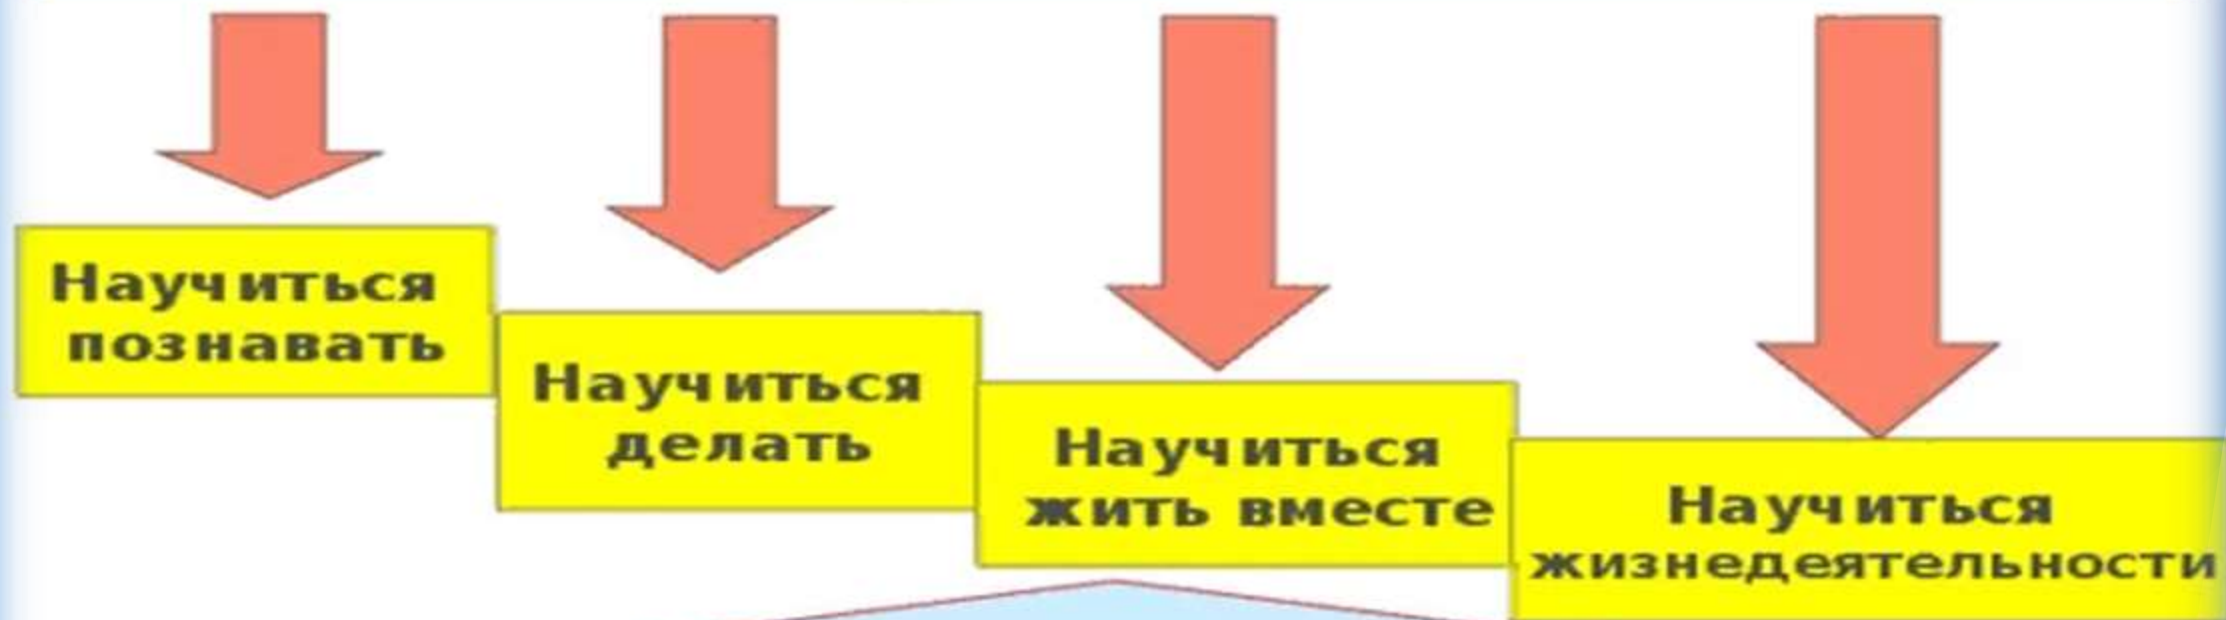 Научиться
познавать
Научиться
делать
Научиться
жить вместе
Научиться
жизнедеятельности